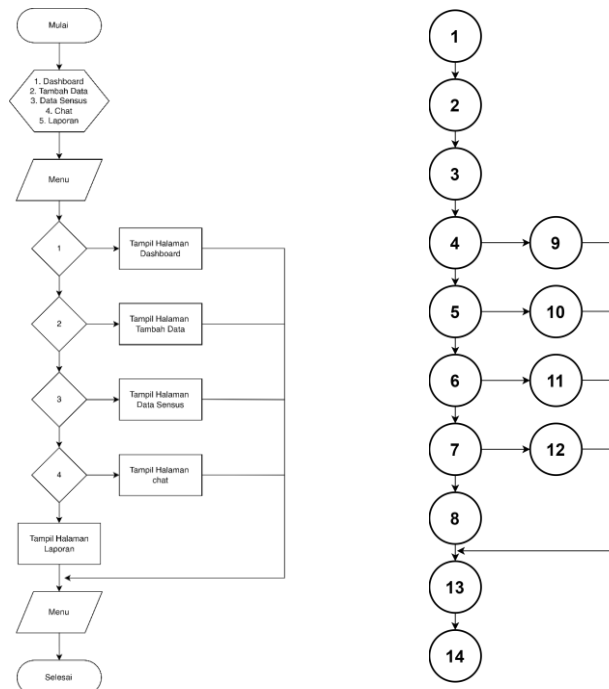 Mulai
1. Dashboard
2. Tambah Data
3. Data Sensus
4. Chat
5. Laporan
Menu
1
Tampil Halaman
Dashboard
2
Tampil Halaman
Tambah Data
3
Tampil Halaman
Data Sensus
4
Tampil Halaman
chat
Tampil Halaman
Laporan
Menu
Selesai
1
2
3
4
9
5
10
6
11
7
12
8
13
14